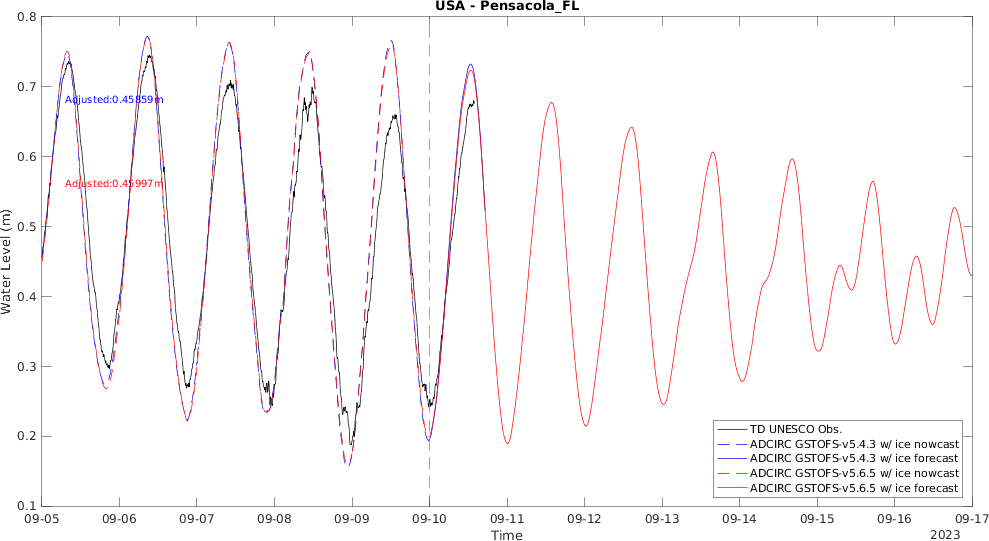 USA - Pensacola_FL
0.8
0.7
0.6
0.5
0.4
0.3
0.2
0.1
Water Level (m)
Adjusted:0.45859m
Adjusted:0.45997m
TD UNESCO Obs.
ADCIRC GSTOFS-v5.4.3 w/ ice nowcast
ADCIRC GSTOFS-v5.4.3 w/ ice forecast
ADCIRC GSTOFS-v5.6.5 w/ ice nowcast
ADCIRC GSTOFS-v5.6.5 w/ ice forecast
09-05 09-06 09-07 09-08 09-09 09-10 09-11 09-12 09-13 09-14 09-15 09-16 09-17
Time
2023